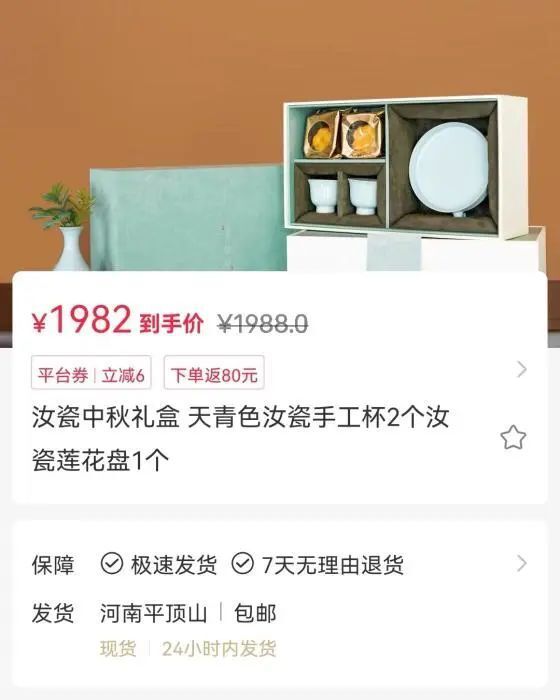 ¥1982 到手价 ¥1988.0
平台券 | 立减6 下单返80元
汝瓷中秋礼盒 天青色汝瓷手工杯2个汝
瓷莲花盘1个
保障 极速发货 7天无理由退货
发货 河南平顶山 | 包邮
现货 | 24小时内发货